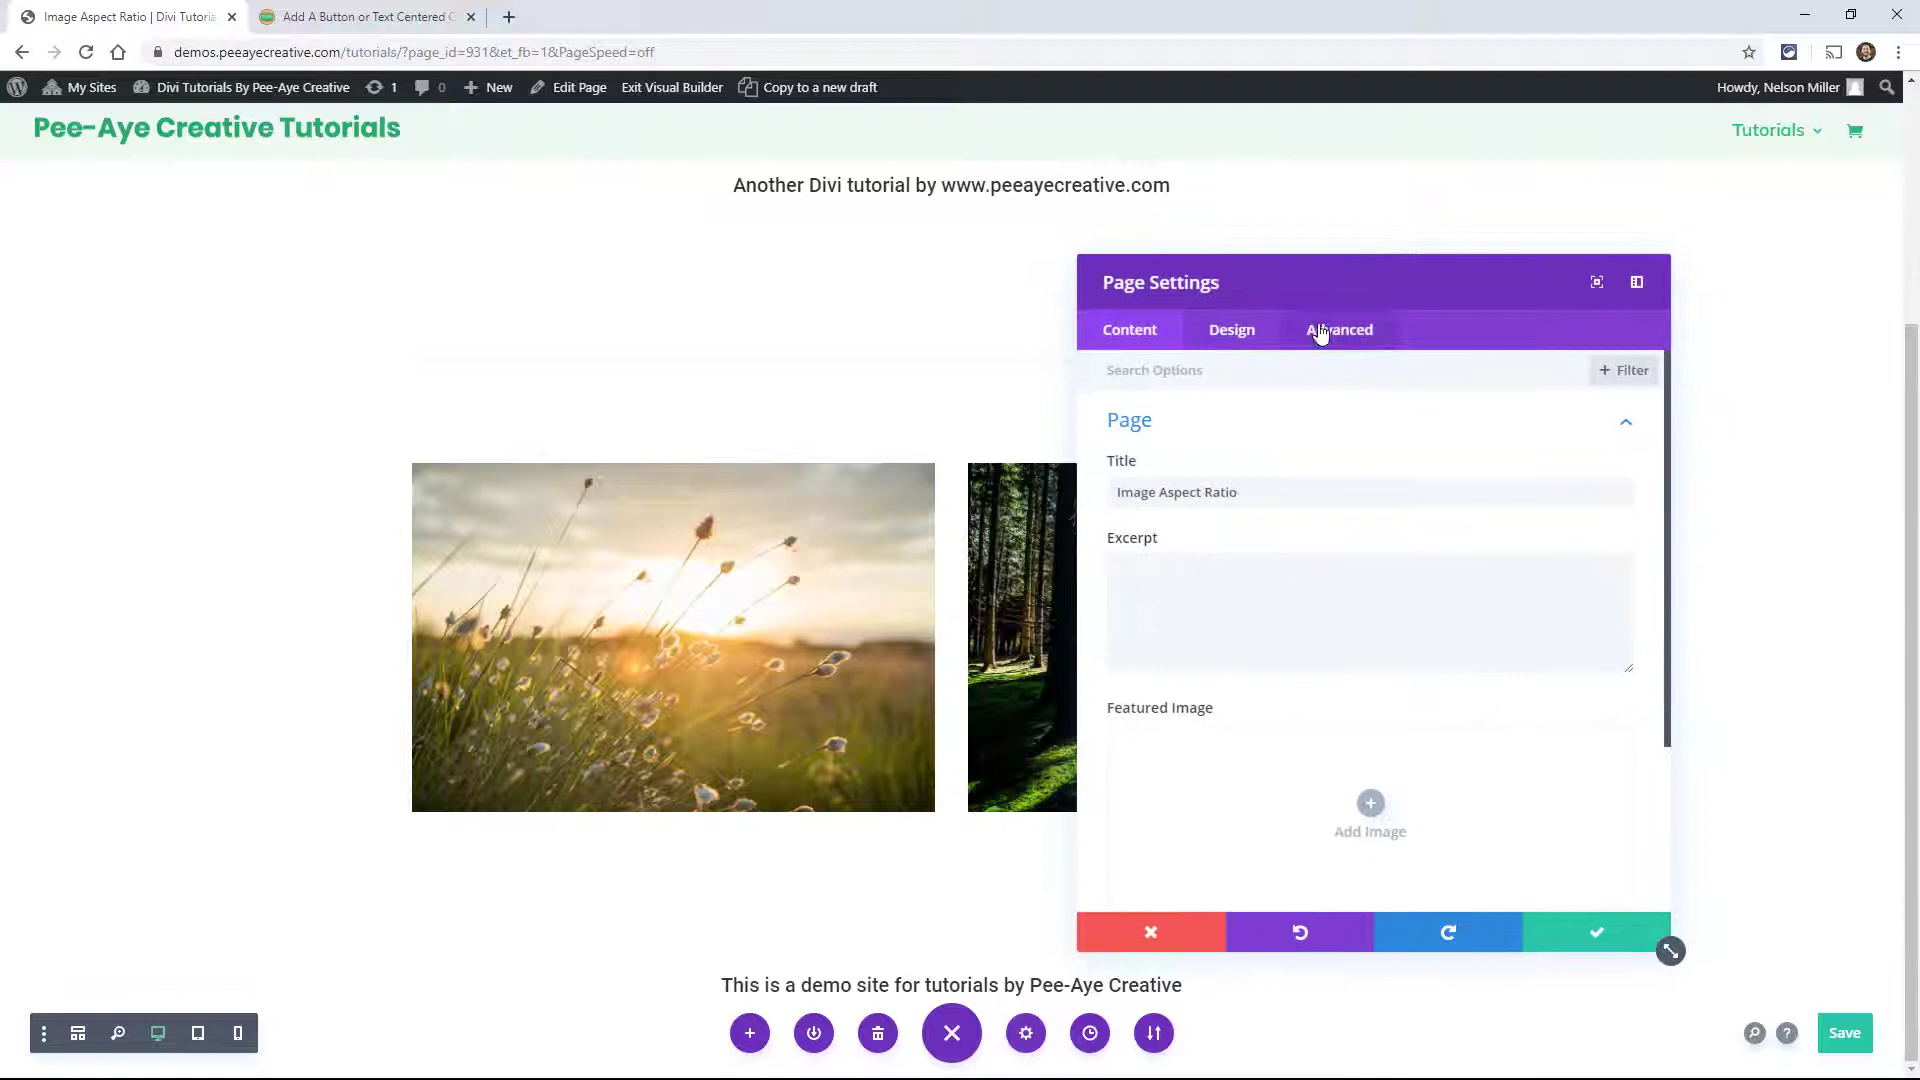 Image Aspect Ratio | Divi Tutoria
Add A Button or Text Centered
demos.peeayecreative.com/tutorials/?page_id=931&et_fb=1&PageSpeed=off
My Sites
Divi Tutorials By Pee-Aye Creative
1
0
New
Edit Page
Exit Visual Builder
Copy to a new draft
Howdy, Nelson Miller
Pee-Aye Creative Tutorials
Tutorials
Another Divi tutorial by www.peeayecreative.com
Page Settings
Content
Design
Advanced
Search Options
+ Filter
Page
Title
Image Aspect Ratio
Excerpt
Featured Image
Add Image
This is a demo site for tutorials by Pee-Aye Creative
Save